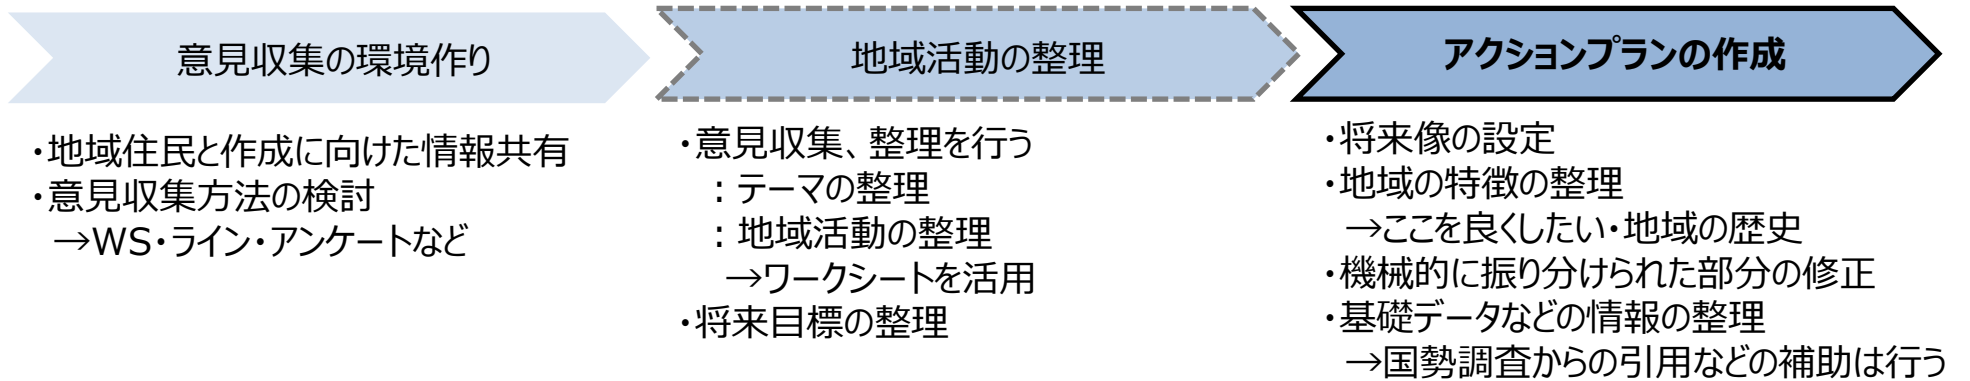 意見収集の環境作り
・地域住民と作成に向けた情報共有
・意見収集方法の検討
→WS・ライン・アンケートなど
地域活動の整理
・意見収集、整理を行う
：テーマの整理
：地域活動の整理
→ワークシートを活用
・将来目標の整理
アクションプランの作成
・将来像の設定
・地域の特徴の整理
→ここを良くしたい・地域の歴史
・機械的に振り分けられた部分の修正
・基礎データなどの情報の整理
→国勢調査からの引用などの補助は行う